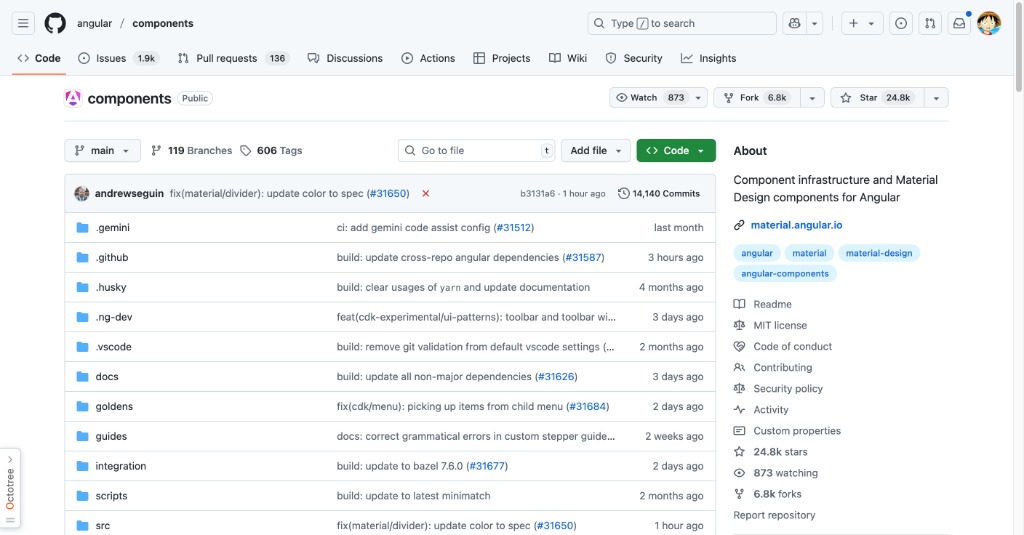 angular / components
Type / to search
Code Issues 1.9k Pull requests 136 Discussions Actions Projects Wiki Security Insights
components Public
Watch 873 Fork 6.8k Star 24.8k
main 119 Branches 606 Tags Go to file t Add file Code
andrewseguin fix(material/divider): update color to spec (#31650) b3131a6 · 1 hour ago 14,140 Commits
.gemini ci: add gemini code assist config (#31512) last month
.github build: update cross-repo angular dependencies (#31587) 3 hours ago
.husky build: clear usages of yarn and update documentation 4 months ago
.ng-dev feat(cdk-experimental/ui-patterns): toolbar and toolbar wi... 3 days ago
.vscode build: remove git validation from default vscode settings (... 2 months ago
docs build: update all non-major dependencies (#31626) 3 days ago
goldens fix(cdk/menu): picking up items from child menu (#31684) 2 days ago
guides docs: correct grammatical errors in custom stepper guide... 2 weeks ago
integration build: update to bazel 7.6.0 (#31677) 2 days ago
scripts build: update to latest minimatch 2 months ago
src fix(material/divider): update color to spec (#31650) 1 hour ago
About
Component infrastructure and Material
Design components for Angular
material.angular.io
angular material material-design
angular-components
Readme
MIT license
Code of conduct
Contributing
Security policy
Activity
Custom properties
24.8k stars
873 watching
6.8k forks
Report repository
Octotree